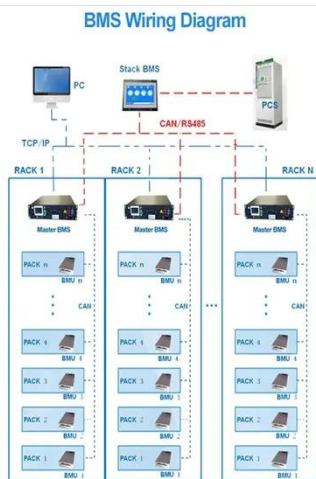 BMS Wiring Diagram
PC
Stack BMS
PCS
CAN/RS485
TCP/IP
RACK 1
RACK 2
RACK N
Master BMS
Master BMS
Master BMS
PACK n
BMU n
PACK n
BMU n
PACK n
BMU n
CAN
CAN
CAN
PACK 4
BMU 4
PACK 4
BMU 4
PACK 4
BMU 4
PACK 3
BMU 3
PACK 3
BMU 3
PACK 3
BMU 3
PACK 2
BMU 2
PACK 2
BMU 2
PACK 2
BMU 2
PACK 1
BMU 1
PACK 1
BMU 1
PACK 1
BMU 1